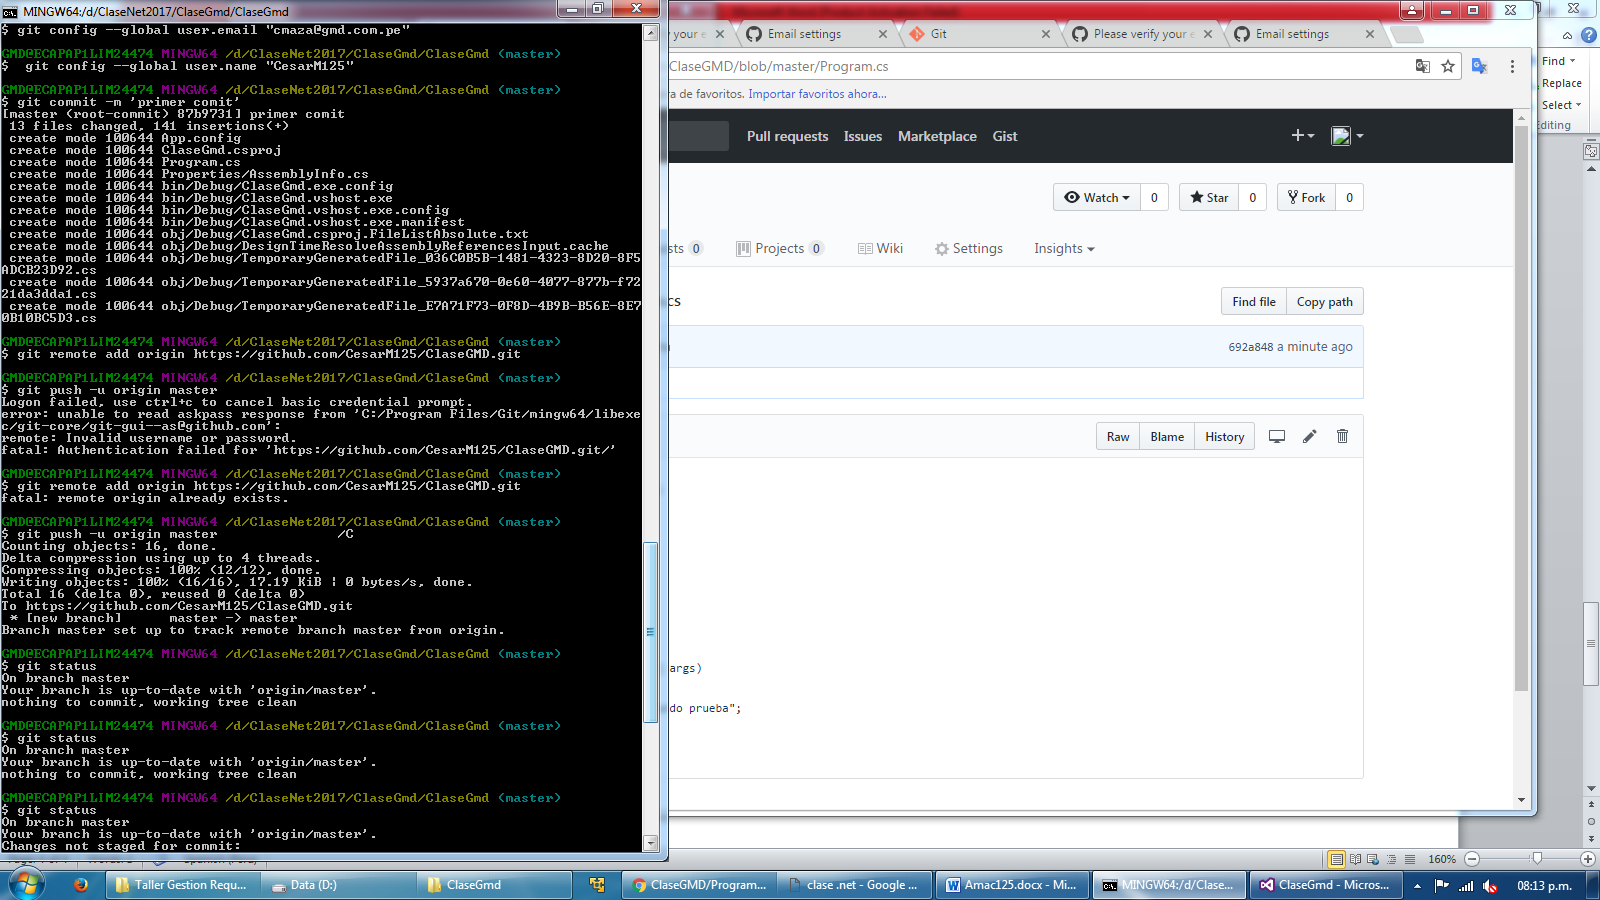 MINGW64:/d/ClaseNet2017/ClaseGmd/ClaseGmd
$ git config --global user.email "cmaza@gmd.com.pe"
GMD@ECAPAP1LIM24474 MINGW64 /d/ClaseNet2017/ClaseGmd/ClaseGmd (master)
$  git config --global user.name "CesarM125"
GMD@ECAPAP1LIM24474 MINGW64 /d/ClaseNet2017/ClaseGmd/ClaseGmd (master)
$ git commit -m 'primer comit'
[master (root-commit) 87b9731] primer comit
13 files changed, 141 insertions(+)
create mode 100644 App.config
create mode 100644 ClaseGmd.csproj
create mode 100644 Program.cs
create mode 100644 Properties/AssemblyInfo.cs
create mode 100644 bin/Debug/ClaseGmd.exe.config
create mode 100644 bin/Debug/ClaseGmd.vshost.exe
create mode 100644 bin/Debug/ClaseGmd.vshost.exe.config
create mode 100644 bin/Debug/ClaseGmd.vshost.exe.manifest
create mode 100644 obj/Debug/ClaseGmd.csproj.FileListAbsolute.txt
create mode 100644 obj/Debug/DesignTimeResolveAssemblyReferencesInput.cache
create mode 100644 obj/Debug/TemporaryGeneratedFile_036C0B5B-1481-4323-8D20-8F5
ADCB23D92.cs
create mode 100644 obj/Debug/TemporaryGeneratedFile_5937a670-0e60-4077-877b-f72
21da3dda1.cs
create mode 100644 obj/Debug/TemporaryGeneratedFile_E7A71F73-0F8D-4B9B-B56E-8E7
0B10BC5D3.cs
GMD@ECAPAP1LIM24474 MINGW64 /d/ClaseNet2017/ClaseGmd/ClaseGmd (master)
$ git remote add origin https://github.com/CesarM125/ClaseGMD.git
GMD@ECAPAP1LIM24474 MINGW64 /d/ClaseNet2017/ClaseGmd/ClaseGmd (master)
$ git push -u origin master
Logon failed, use ctrl+c to cancel basic credential prompt.
error: unable to read askpass response from 'C:/Program Files/Git/mingw64/libexe
c/git-core/git-gui--as@github.com':
remote: Invalid username or password.
fatal: Authentication failed for 'https://github.com/CesarM125/ClaseGMD.git/'
GMD@ECAPAP1LIM24474 MINGW64 /d/ClaseNet2017/ClaseGmd/ClaseGmd (master)
$ git remote add origin https://github.com/CesarM125/ClaseGMD.git
fatal: remote origin already exists.
GMD@ECAPAP1LIM24474 MINGW64 /d/ClaseNet2017/ClaseGmd/ClaseGmd (master)
$ git push -u origin master /C
Counting objects: 16, done.
Delta compression using up to 4 threads.
Compressing objects: 100% (12/12), done.
Writing objects: 100% (16/16), 17.19 KiB | 0 bytes/s, done.
Total 16 (delta 0), reused 0 (delta 0)
To https://github.com/CesarM125/ClaseGMD.git
* [new branch] master -> master
Branch master set up to track remote branch master from origin.
GMD@ECAPAP1LIM24474 MINGW64 /d/ClaseNet2017/ClaseGmd/ClaseGmd (master)
$ git status
On branch master
Your branch is up-to-date with 'origin/master'.
nothing to commit, working tree clean
GMD@ECAPAP1LIM24474 MINGW64 /d/ClaseNet2017/ClaseGmd/ClaseGmd (master)
$ git status
On branch master
Your branch is up-to-date with 'origin/master'.
nothing to commit, working tree clean
GMD@ECAPAP1LIM24474 MINGW64 /d/ClaseNet2017/ClaseGmd/ClaseGmd (master)
$ git status
On branch master
Your branch is up-to-date with 'origin/master'.
Changes not staged for commit:
your e Email settings Git Please verify your e Email settings
ClaseGMD/blob/master/Program.cs
ra de favoritos. Importar favoritos ahora...
Pull requests Issues Marketplace Gist
Watch 0 Star 0 Fork 0
sts 0 Projects 0 Wiki Settings Insights
cs Find file Copy path
692a848 a minute ago
Raw Blame History
args)
do prueba";
Find
Replace
Select
Editing
160%
Taller Gestion Requ... Data (D:) ClaseGmd ClaseGMD/Program... clase .net - Google ... Amac125.docx - Mi... MINGW64:/d/Clase... ClaseGmd - Micros... 08:13 p.m.